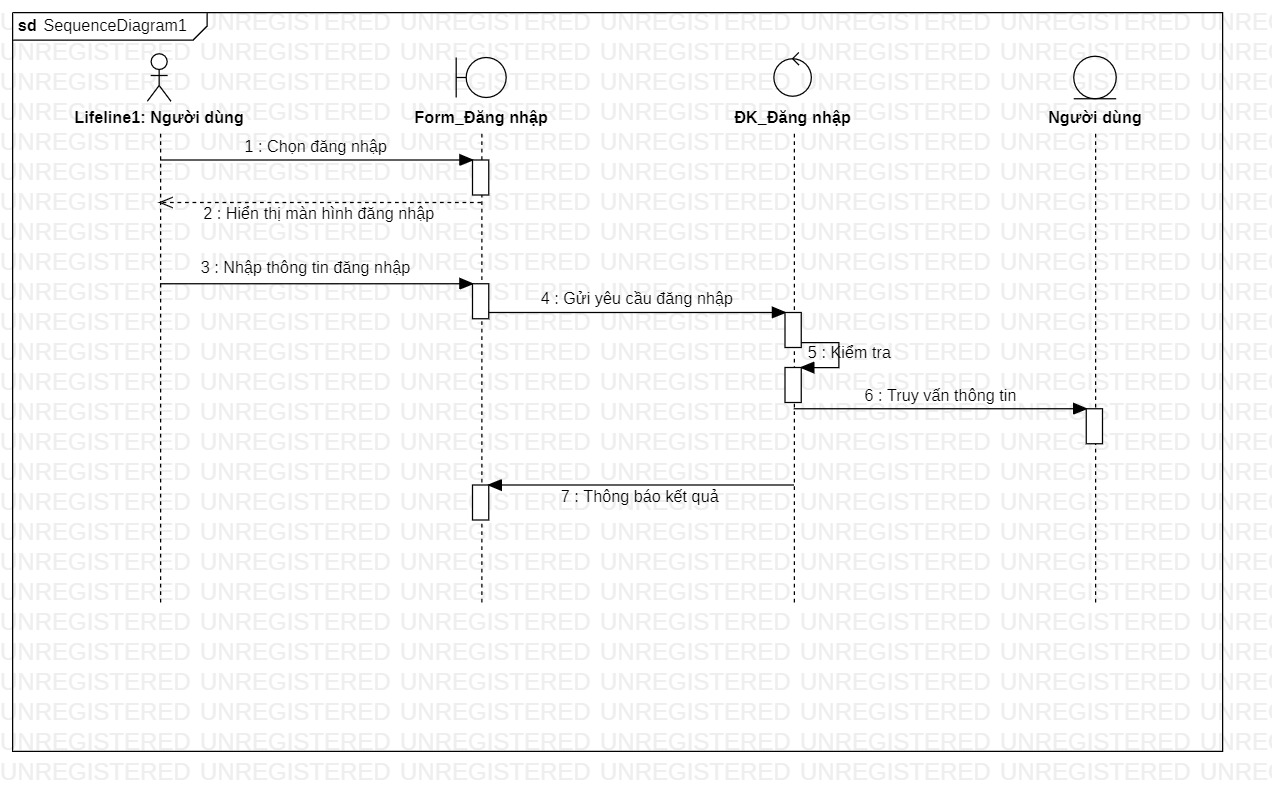 sd SequenceDiagram1
Lifeline1: Người dùng
Form_Đăng nhập
ĐK_Đăng nhập
Người dùng
1 : Chọn đăng nhập
2 : Hiển thị màn hình đăng nhập
3 : Nhập thông tin đăng nhập
4 : Gửi yêu cầu đăng nhập
5 : Kiểm tra
6 : Truy vấn thông tin
7 : Thông báo kết quả
UNREGISTERED